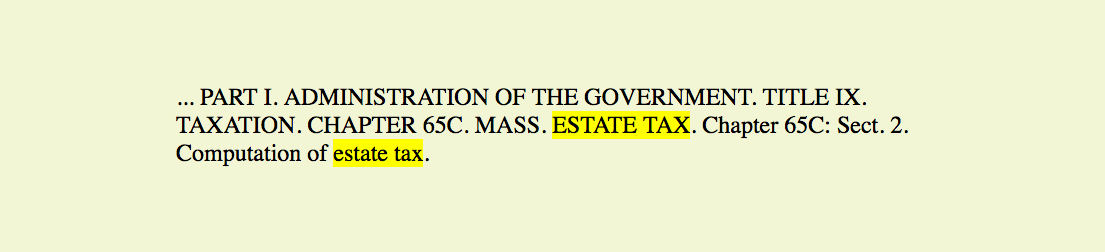 ... PART I. ADMINISTRATION OF THE GOVERNMENT. TITLE IX.
TAXATION. CHAPTER 65C. MASS. ESTATE TAX. Chapter 65C: Sect. 2.
Computation of estate tax.